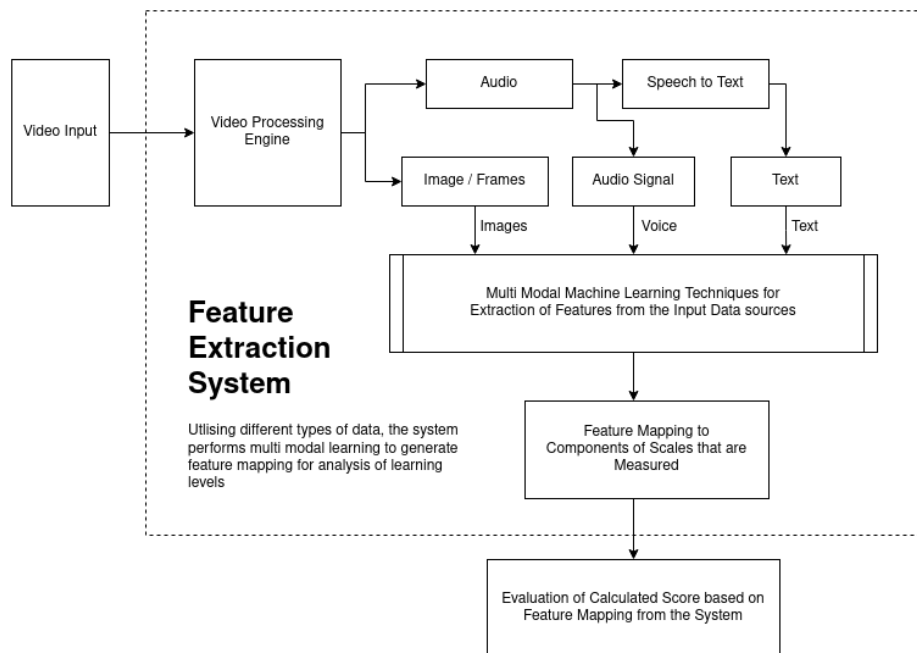 Video Input
Video Processing
Engine
Audio
Speech to Text
Image / Frames
Audio Signal
Text
Images
Voice
Text
Multi Modal Machine Learning Techniques for
Extraction of Features from the Input Data sources
Feature
Extraction
System
Utlising different types of data, the system
performs multi modal learning to generate
feature mapping for analysis of learning
levels
Feature Mapping to
Components of Scales that are
Measured
Evaluation of Calculated Score based on
Feature Mapping from the System